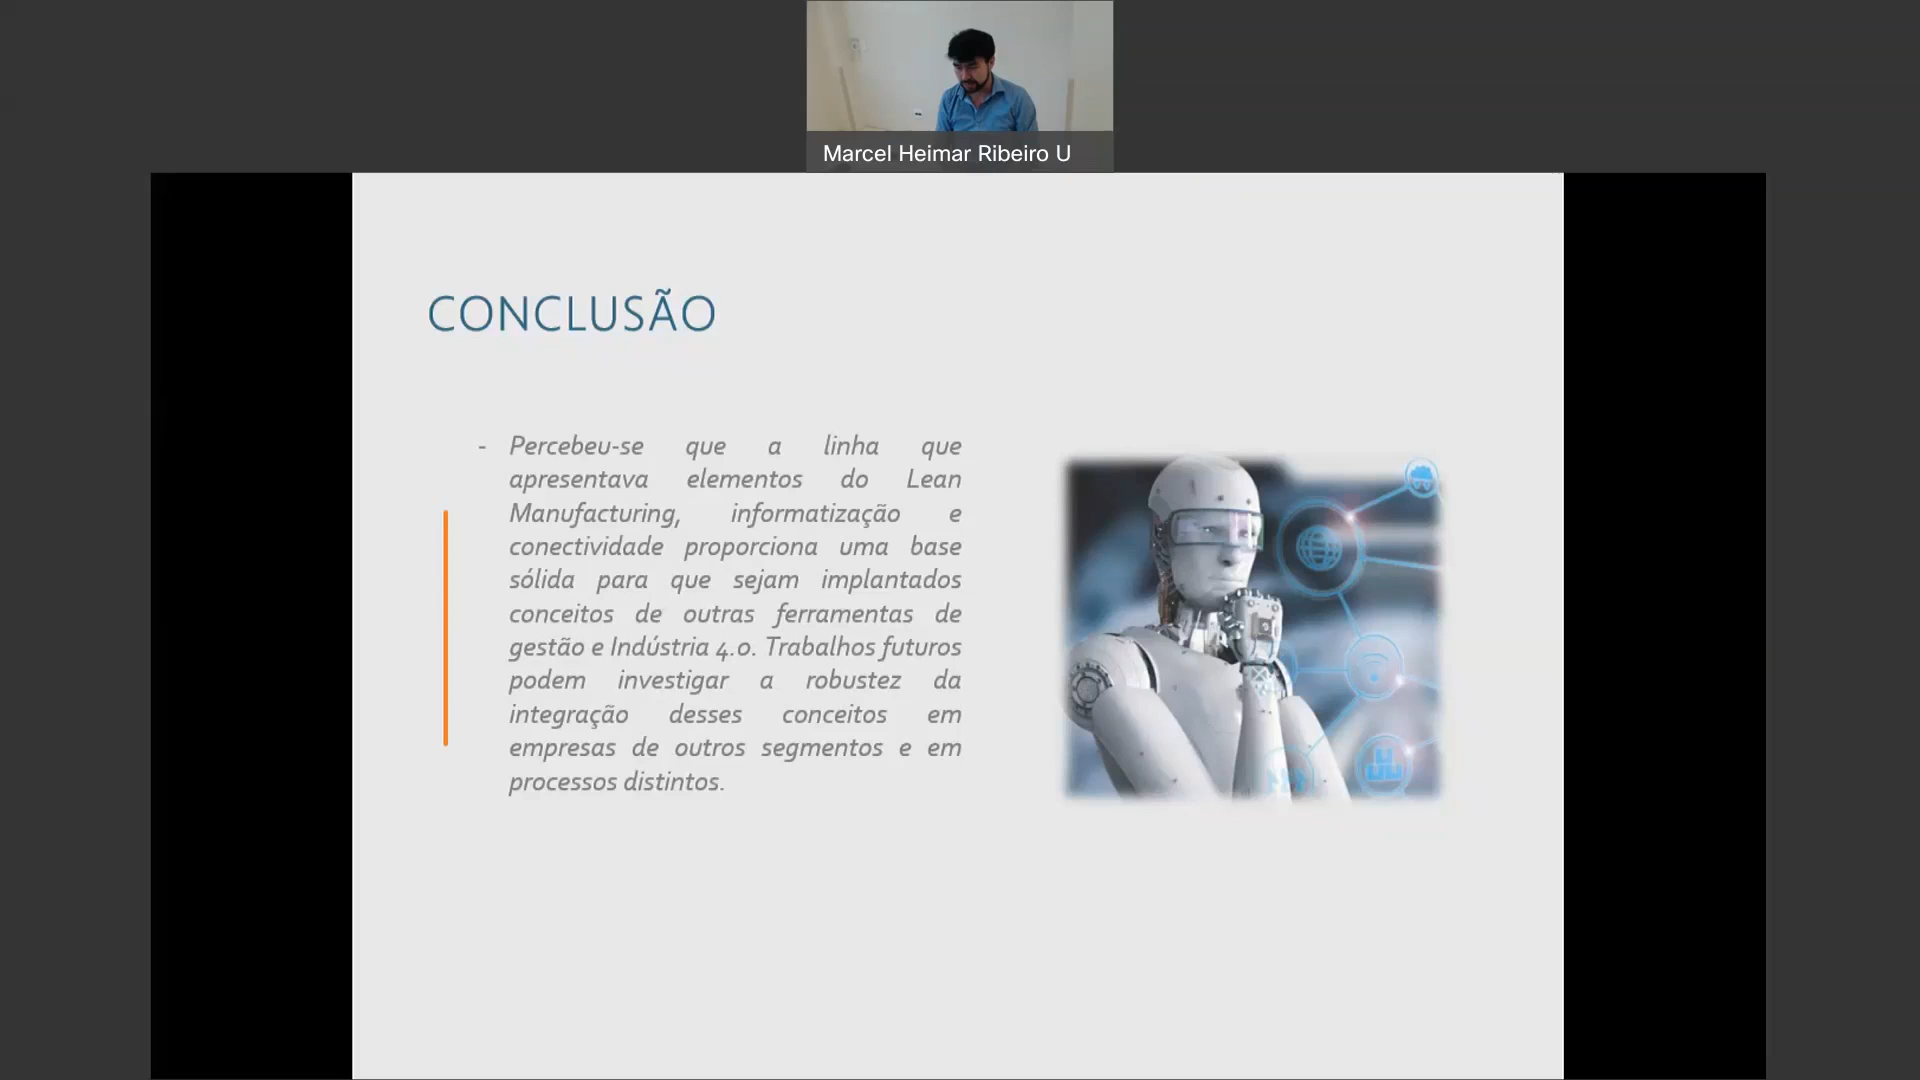 Marcel Heimar Ribeiro U
CONCLUSÃO
- Percebeu-se que a linha que
apresentava elementos do Lean
Manufacturing, informatização e
conectividade proporciona uma base
sólida para que sejam implantados
conceitos de outras ferramentas de
gestão e Indústria 4.0. Trabalhos futuros
podem investigar a robustez da
integração desses conceitos em
empresas de outros segmentos e em
processos distintos.